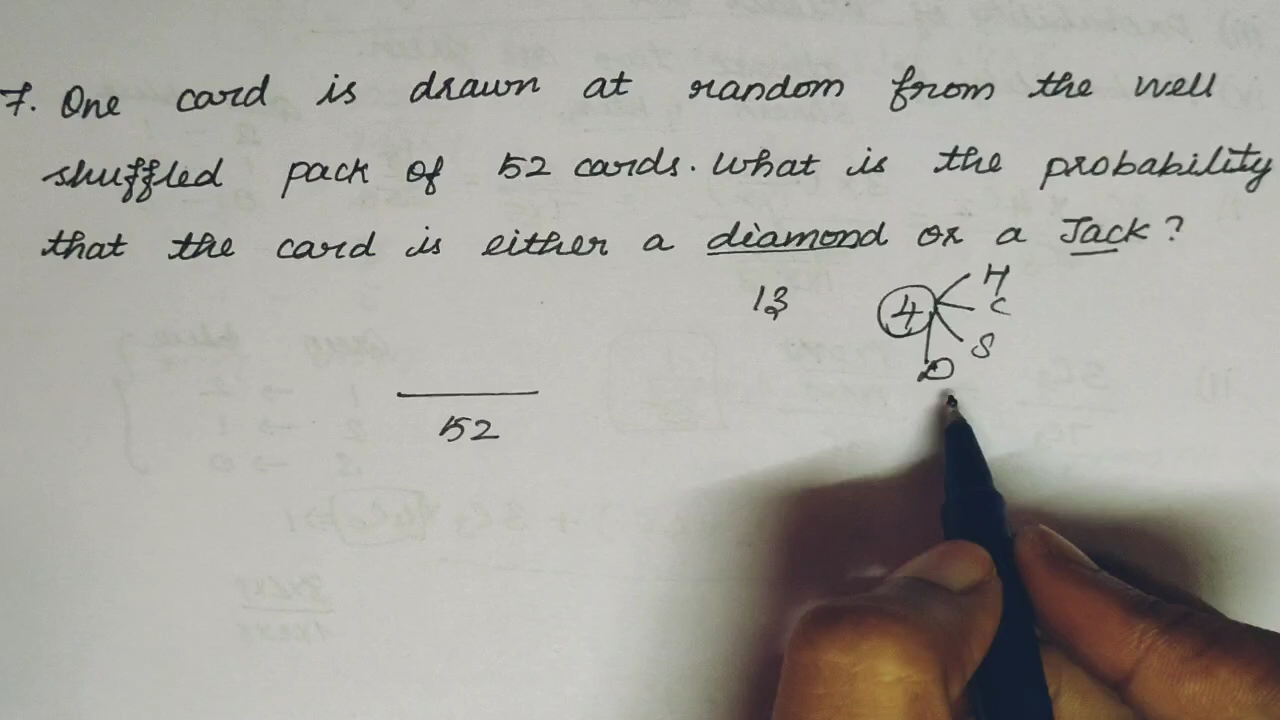 7. One card is drawn at random from the well
shuffled pack of 52 cards. What is the probability
that the card is either a diamond or a Jack?
13 4 H
C
S
D
52